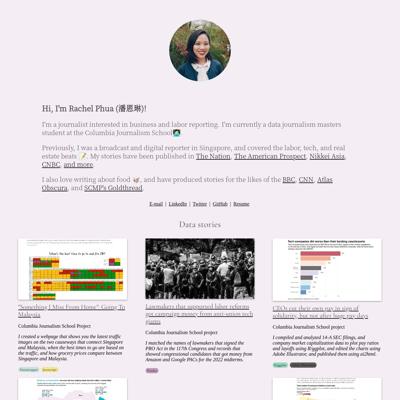 Hi, I'm Rachel Phua (潘恩琳)!
I'm a journalist interested in business and labor reporting. I'm currently a data journalism masters
student at the Columbia Journalism School
Previously, I was a broadcast and digital reporter in Singapore, and covered the labor, tech, and real
estate beats 📝. My stories have been published in The Nation, The American Prospect, Nikkei Asia,
CNBC, and more.
I also love writing about food, and have produced stories for the likes of the BBC, CNN, Atlas
Obscura, and SCMP's Goldthread.
E-mail | LinkedIn | Twitter | GitHub | Resume
Data stories
"Something I Miss From Home": Going To
Malaysia
Columbia Journalism School Project
I created a webpage that shows you the latest traffic
images on the two causeways that connect Singapore
and Malaysia, when the best times to go are based on
the traffic, and how grocery prices compare between
Singapore and Malaysia.
Lawmakers that supported labor reforms
got campaign money from anti-union tech
giants
Columbia Journalism School Project
I matched the names of lawmakers that signed the
PRO Act in the 117th Congress and records that
showed congressional candidates that got money from
Amazon and Google PACs for the 2022 midterms.
Tech companies did worse than their banking counterparts
CEOs cut their own pay in sign of
solidarity, but not after huge pay days
Columbia Journalism School project
I compiled and analyzed 14-A SEC filings, and
company market capitalization data to plot pay ratios
and layoffs using R/ggplot, and edited the charts using
Adobe Illustrator, and published them using ai2html.